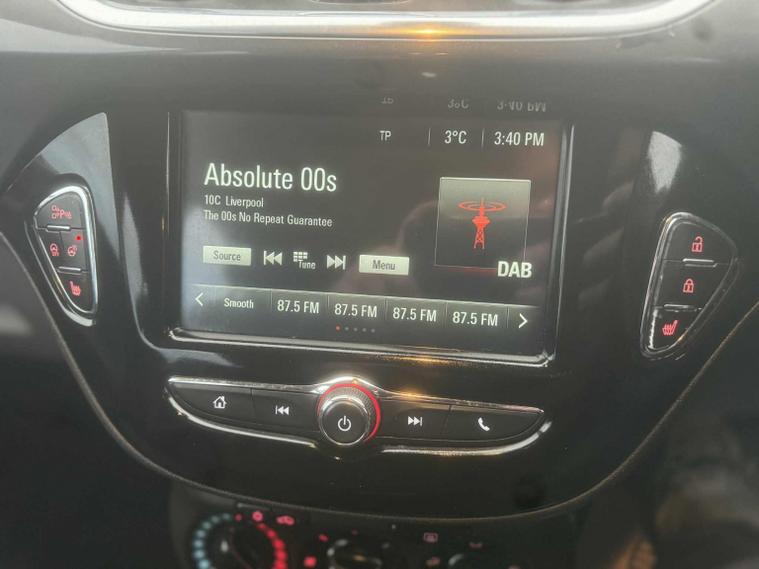 TP 3°C 3:40 PM
Absolute 00s
10C Liverpool
The 00s No Repeat Guarantee
Source
Tune
Menu
DAB
Smooth 87.5 FM 87.5 FM 87.5 FM 87.5 FM